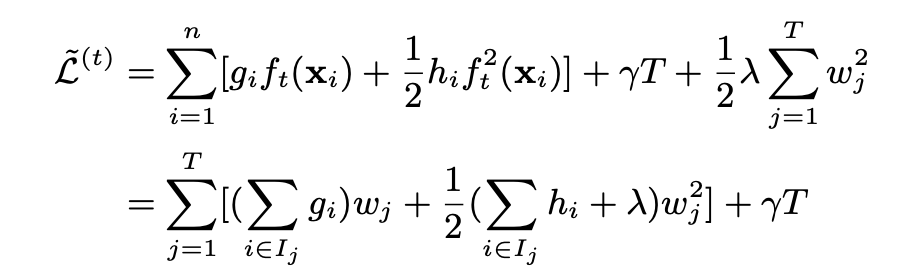 $\tilde{\mathcal{L}}^{(t)} = \sum_{i=1}^{n} [g_i f_t(\mathbf{x}_i) + \frac{1}{2} h_i f_t^2(\mathbf{x}_i)] + \gamma T + \frac{1}{2} \lambda \sum_{j=1}^{T} w_j^2$
$= \sum_{j=1}^{T} [(\sum_{i \in I_j} g_i) w_j + \frac{1}{2} (\sum_{i \in I_j} h_i + \lambda) w_j^2] + \gamma T$